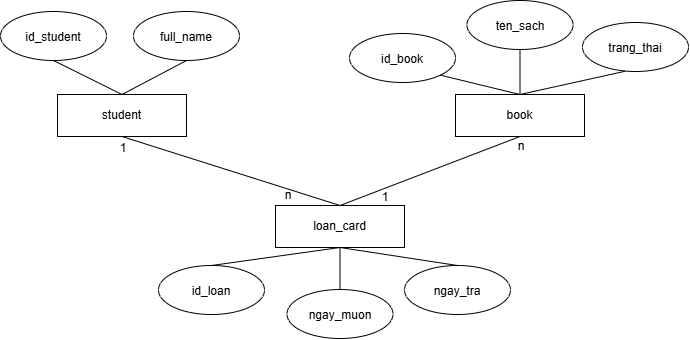 id_student
full_name
id_book
ten_sach
trang_thai
student
book
1
n
n
1
loan_card
id_loan
ngay_muon
ngay_tra